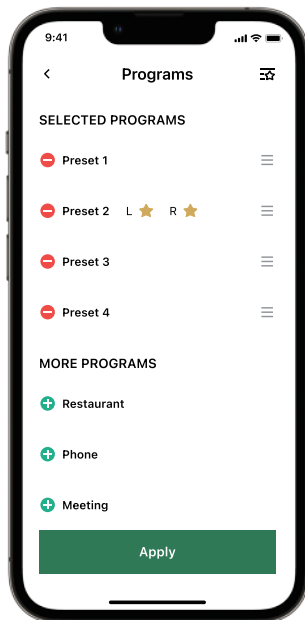 9:41
Programs
SELECTED PROGRAMS
Preset 1
Preset 2 L R
Preset 3
Preset 4
MORE PROGRAMS
Restaurant
Phone
Meeting
Apply